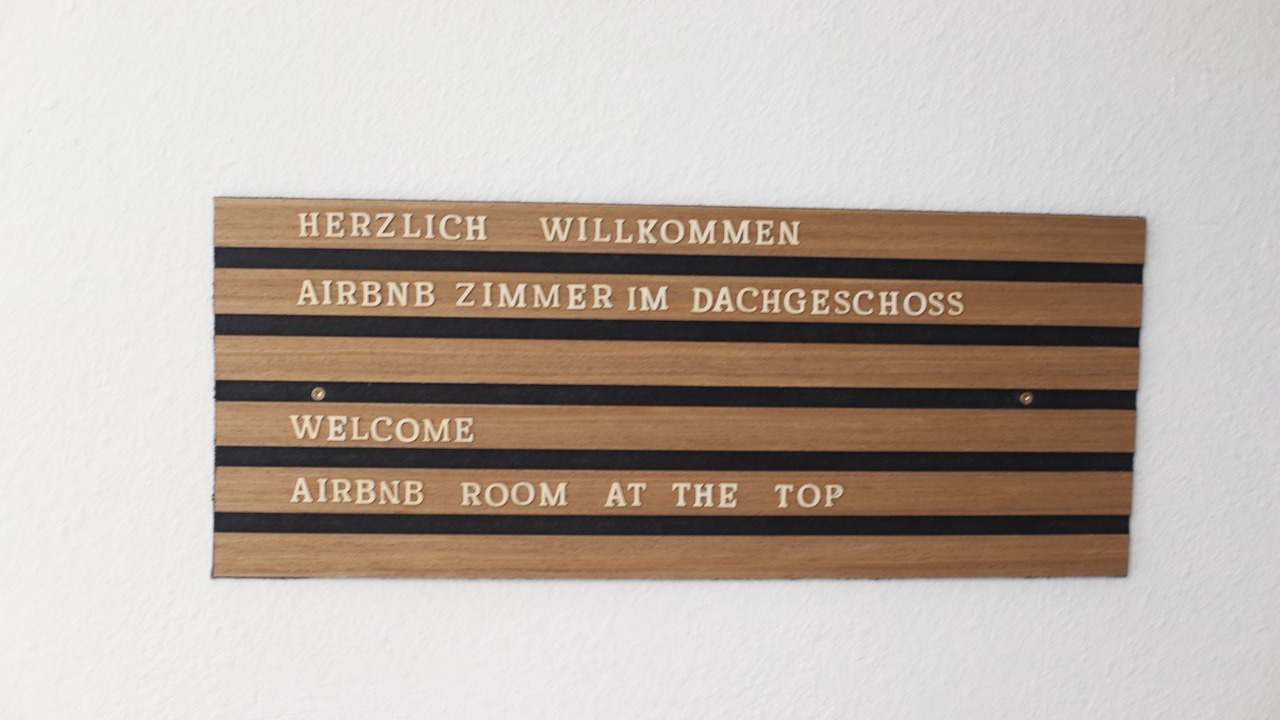 HERZLICH WILLKOMMEN
AIRBNB ZIMMER IM DACHGESCHOSS
WELCOME
AIRBNB ROOM AT THE TOP